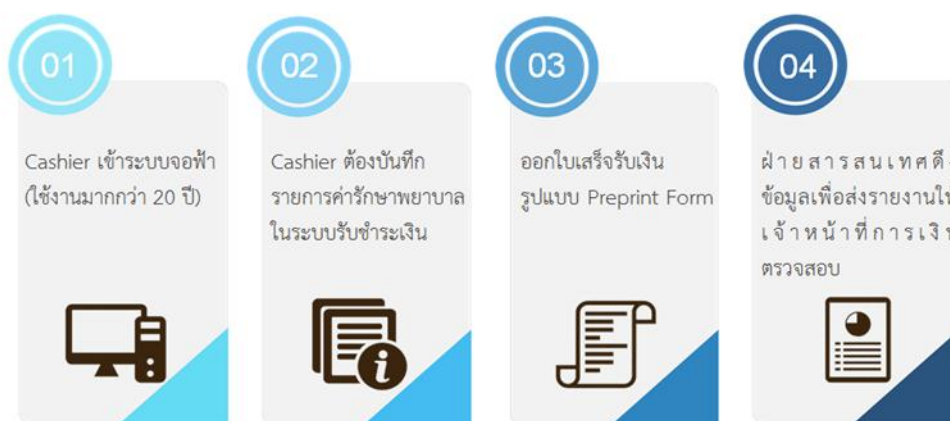 01
Cashier เข้าระบบจอฟ้า
(ใช้งานมากกว่า 20 ปี)
02
Cashier ต้องบันทึก
รายการค่ารักษาพยาบาล
ในระบบรับชำระเงิน
03
ออกใบเสร็จรับเงิน
รูปแบบ Preprint Form
04
ฝ่ายสารสนเทศ
ข้อมูลเพื่อส่งรายงาน
เจ้าหน้าที่การเงิน
ตรวจสอบ